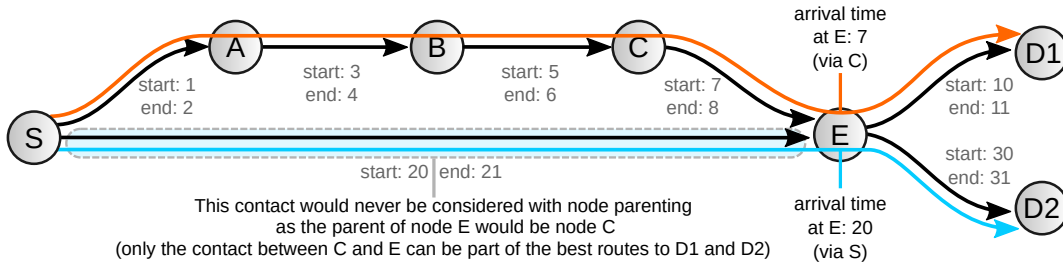 arrival time
at E: 7
(via C)
A
B
C
D1
start: 1
end: 2
start: 3
end: 4
start: 5
end: 6
start: 7
end: 8
start: 10
end: 11
S
E
start: 20
end: 21
start: 30
end: 31
This contact would never be considered with node parenting
as the parent of node E would be node C
(only the contact between C and E can be part of the best routes to D1 and D2)
arrival time
at E: 20
(via S)
D2